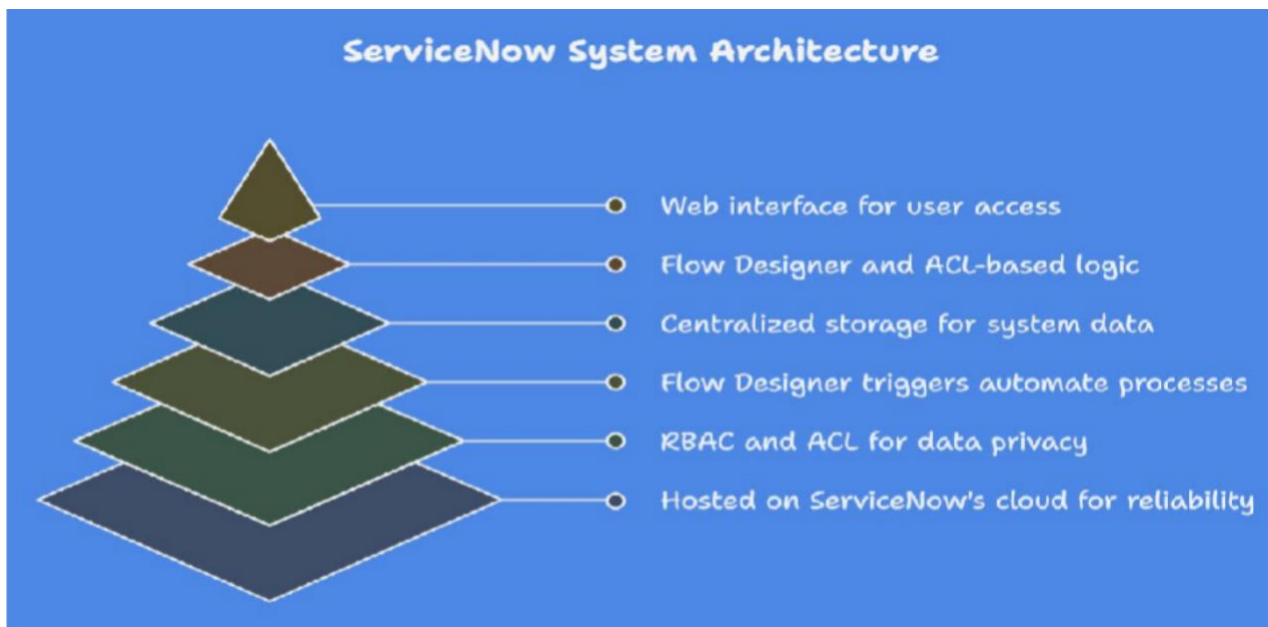 ServiceNow System Architecture
Web interface for user access
Flow Designer and ACL-based logic
Centralized storage for system data
Flow Designer triggers automate processes
RBAC and ACL for data privacy
Hosted on ServiceNow's cloud for reliability